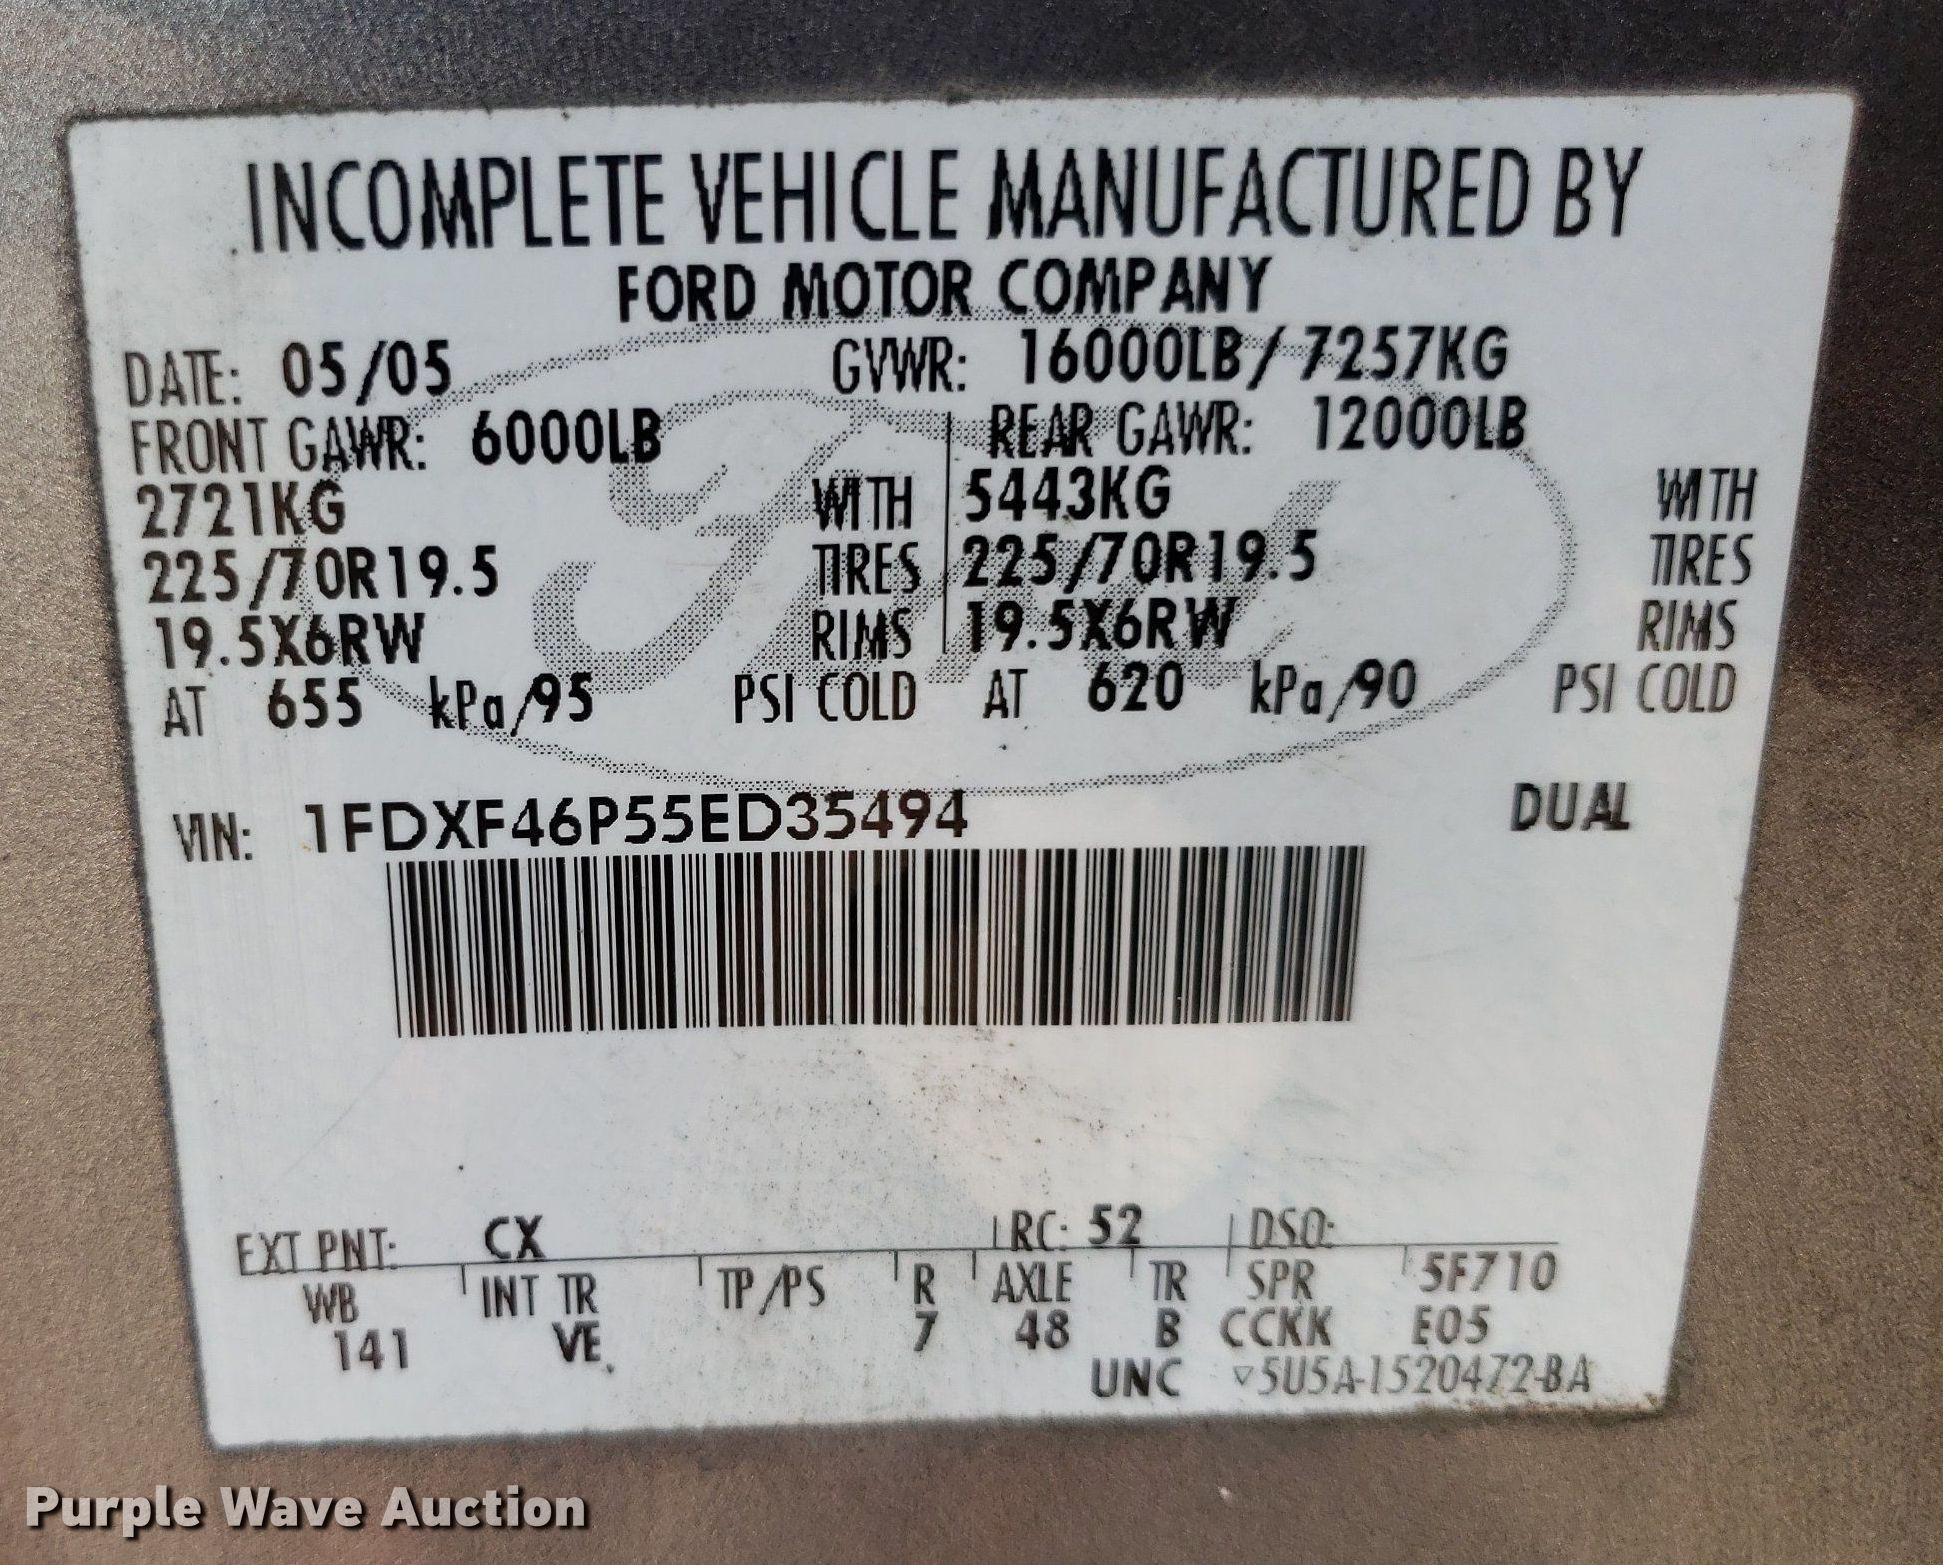 INCOMPLETE VEHICLE MANUFACTURED BY
FORD MOTOR COMPANY
DATE: 05/05 GVWR: 16000LB/ 7257KG
FRONT GAWR: 6000LB REAR GAWR: 12000LB
2721KG WITH 5443KG WITH
225/70R19.5 TIRES 225/70R19.5 TIRES
19.5X6RW RIMS 19.5X6RW RIMS
AT 655 kPa/95 PSI COLD AT 620 kPa/90 PSI COLD
VIN: 1FDXF46P55ED35494 DUAL
EXT PNT: CX RC: 52 DSO:
WB INT TR TP/PS R AXLE TR SPR 5F710
141 VE 7 48 B CCKK E05
UNC ▽5U5A-1520472-BA
Ford
Purple Wave Auction